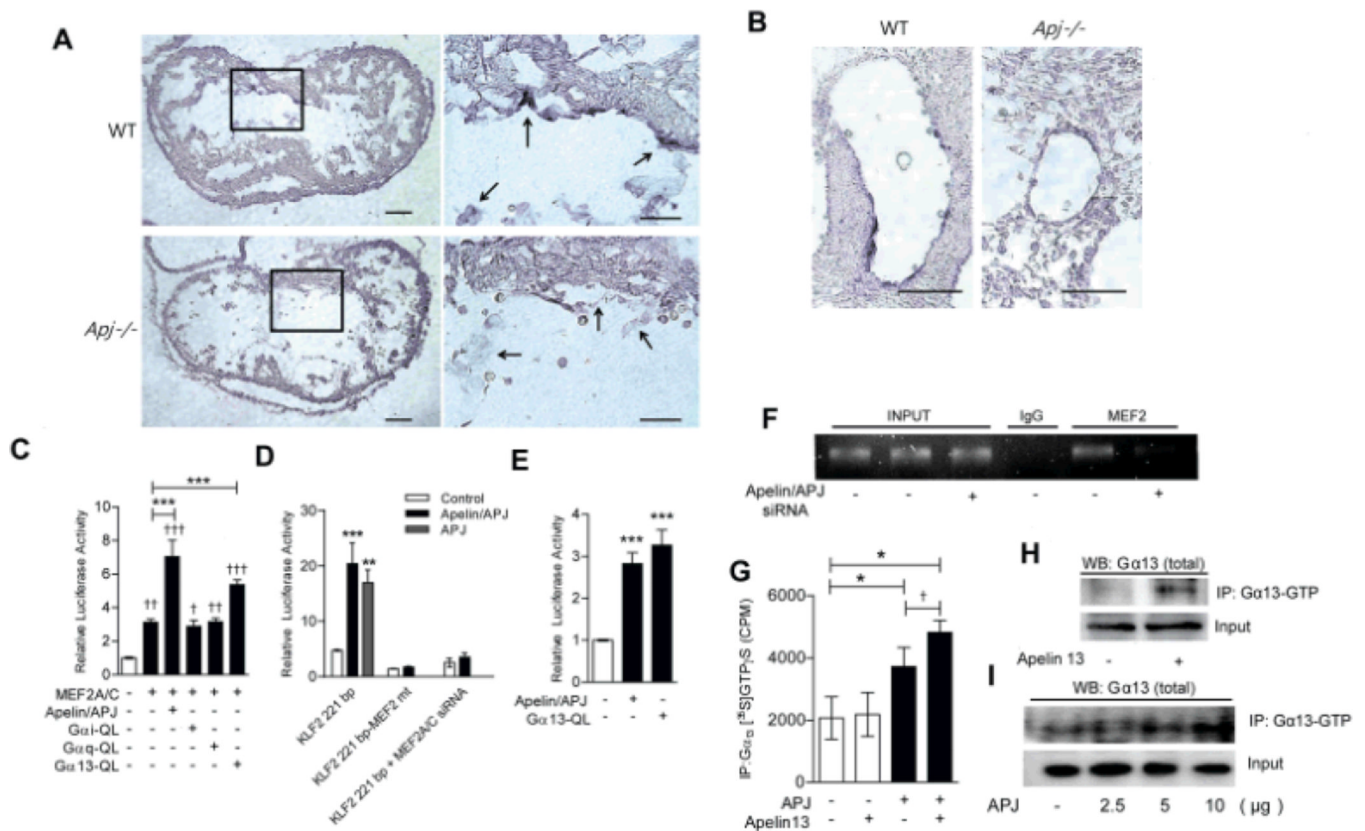 A
WT
Apj-/-
B
WT
Apj-/-
C
Relative Luciferase Activity
10
8
6
4
2
0
***
***
††
†††
†
††
†††
MEF2A/C - + + + + +
Apelin/APJ - - + - - -
Gαi-QL - - - + - -
Gαq-QL - - - - + -
Gα13-QL - - - - - +
D
Control
Apelin/APJ
APJ
Relative Luciferase Activity
30
20
10
0
***
**
KLF2 221 bp
KLF2 221 bp-MEF2 mt
KLF2 221 bp + MEF2A/C siRNA
E
Relative Luciferase Activity
4
3
2
1
0
***
***
Apelin/APJ - + -
Gα13-QL - - +
F
INPUT IgG MEF2
Apelin/APJ siRNA - - + - - +
G
IP: Gα13 [35S]GTPγS (CPM)
6000
4000
2000
0
*
*
†
APJ - - + +
Apelin13 - + - +
H
WB: Gα13 (total)
IP: Gα13-GTP
Input
Apelin 13 - +
I
WB: Gα13 (total)
IP: Gα13-GTP
Input
APJ - 2.5 5 10 (µg)